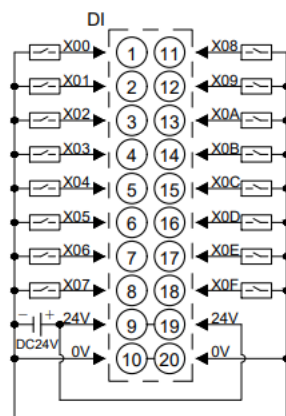 DI
X00 1 11 X08
X01 2 12 X09
X02 3 13 X0A
X03 4 14 X0B
X04 5 15 X0C
X05 6 16 X0D
X06 7 17 X0E
X07 8 18 X0F
− + 24V 9 19 24V
DC24V 0V 10 20 0V